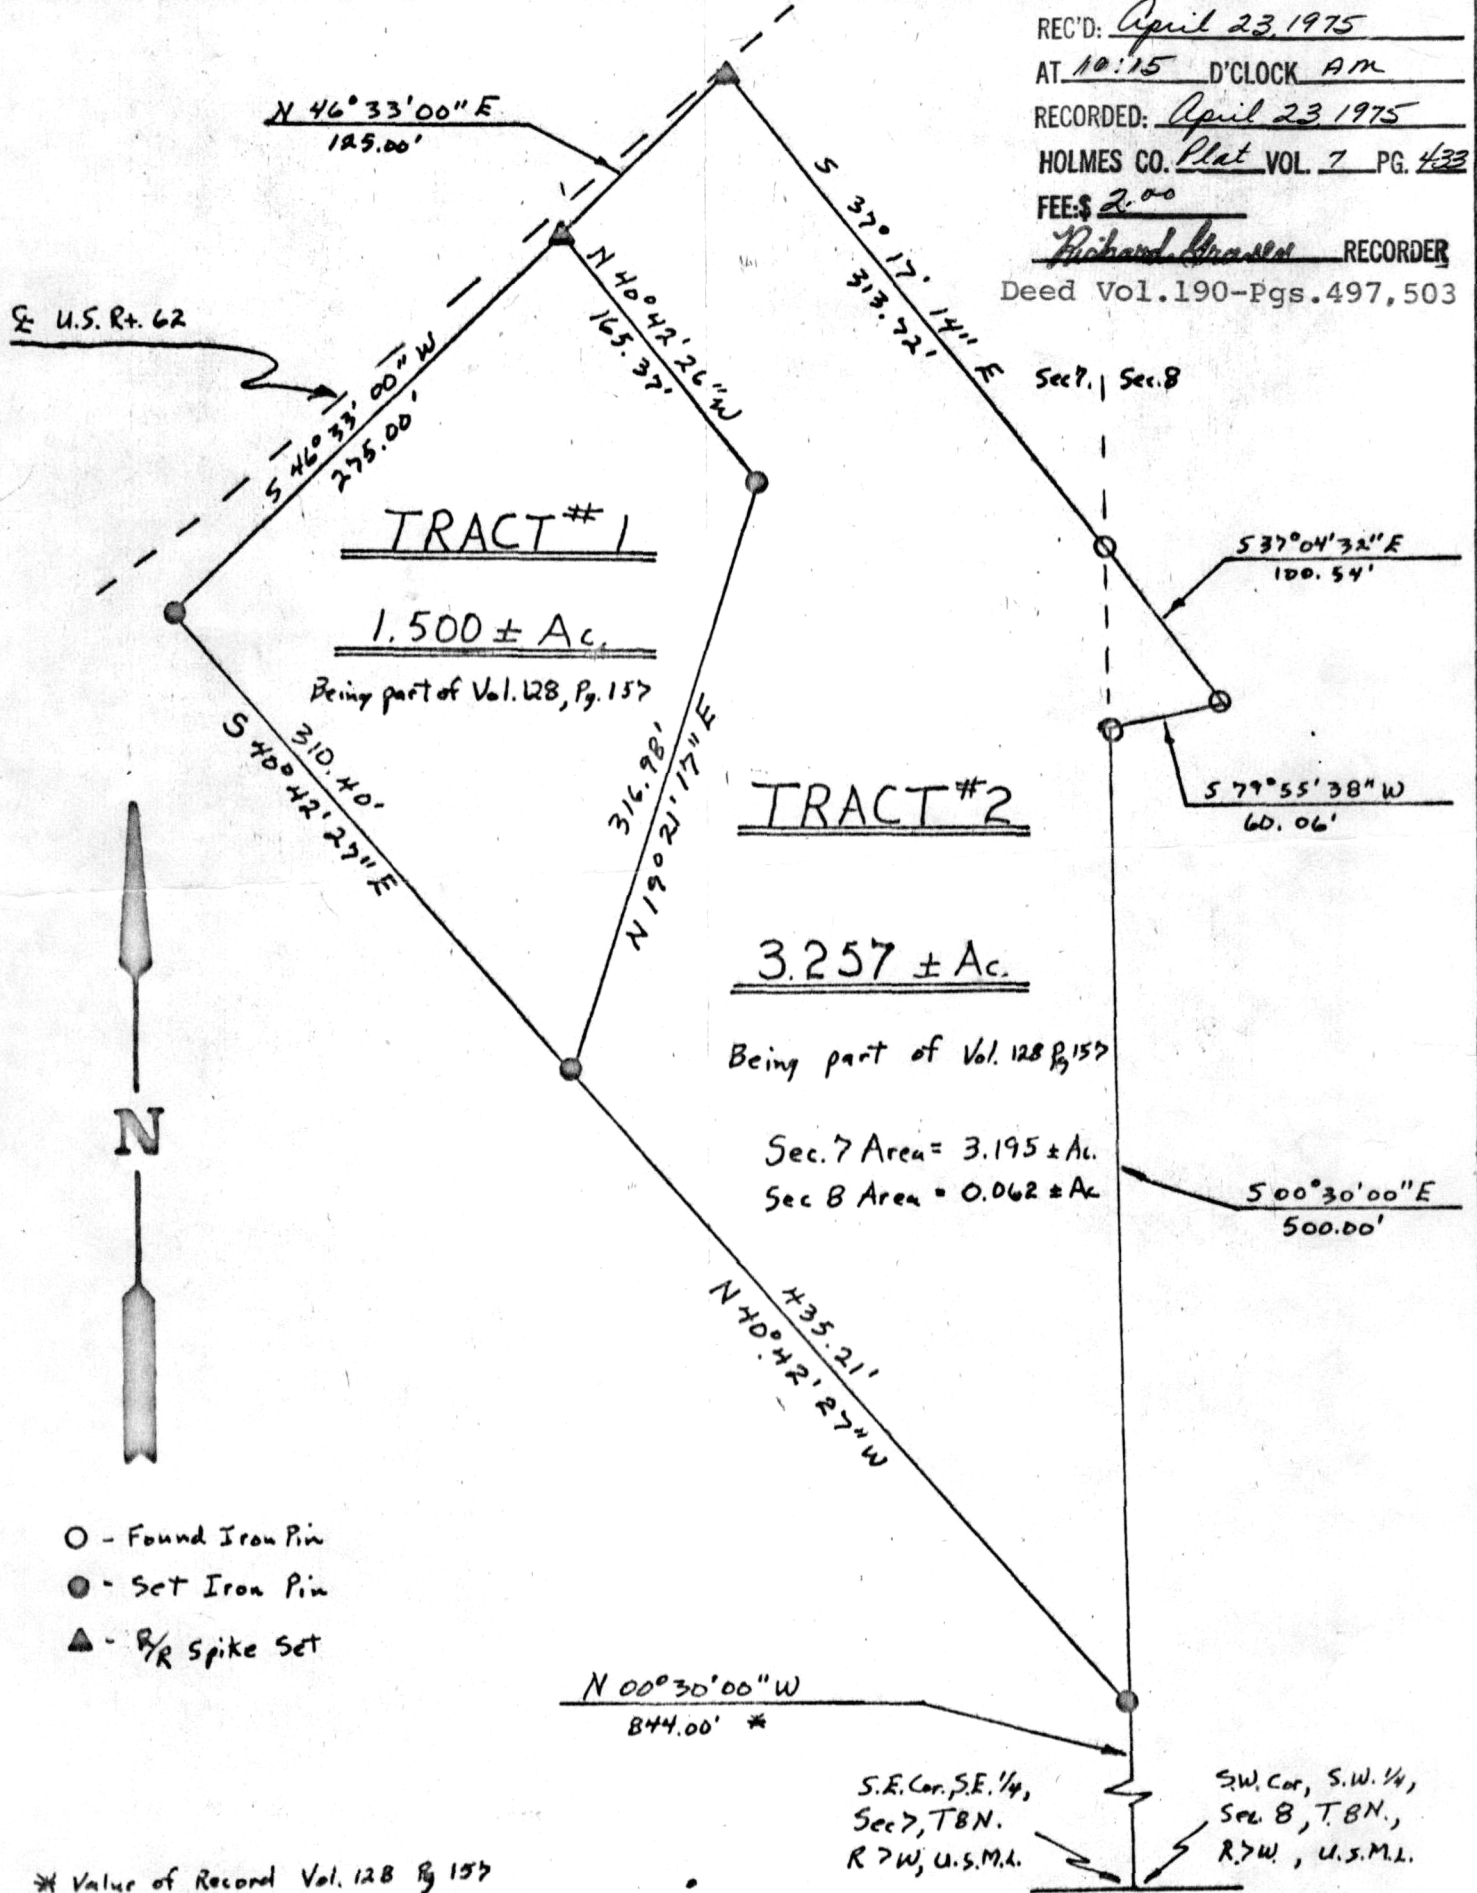 REC'D: April 23, 1975
AT 10:15 O'CLOCK AM
RECORDED: April 23 1975
HOLMES CO. Plat VOL. 7 PG. 433
FEE:$ 2.00
Richard RECORDER
Deed Vol.190-Pgs.497,503
N 46°33'00" E
125.00'
S 37° 17' 14" E
313.72'
N 40°42'26" W
165.37'
℄ U.S. Rt. 62
S 46°33'00" W
275.00'
Sec 7. Sec. 8
TRACT #1
1.500 ± Ac.
Being part of Vol. 128, Pg. 157
S 37°04'32" E
100.54'
S 79°55'38" W
60.06'
310.40'
S 40°42'27" E
316.98'
N 19°21'17" E
TRACT #2
3.257 ± Ac.
Being part of Vol. 128 Pg 157
Sec. 7 Area = 3.195 ± Ac.
Sec 8 Area = 0.062 ± Ac
S 00°30'00" E
500.00'
N
435.21'
N 40°42'27" W
O - Found Iron Pin
● - Set Iron Pin
▲ - R/R Spike Set
N 00°30'00" W
844.00' *
S.E. Cor. S.E. 1/4,
Sec 7, T8N.
R 7W, U.S.M.L.
S.W. Cor, S.W. 1/4,
Sec. 8, T. 8N.,
R.7W., U.S.M.L.
* Value of Record Vol. 128 Pg 157